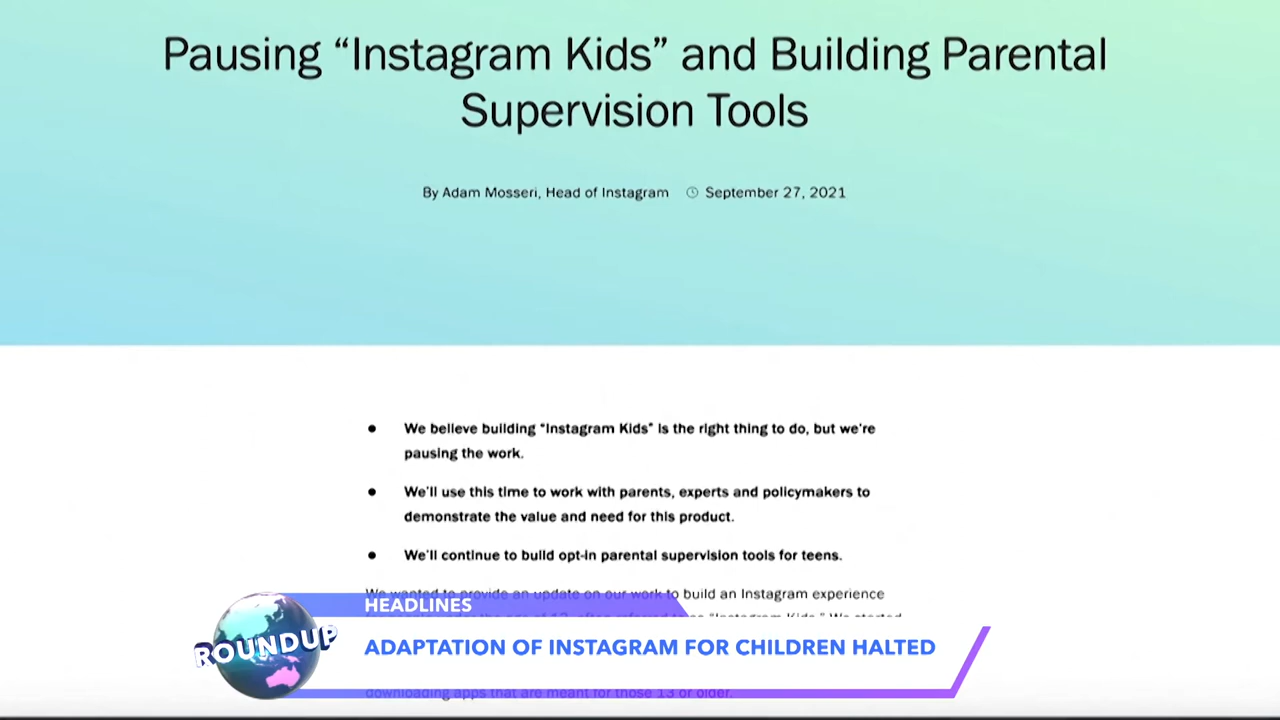 Pausing “Instagram Kids” and Building Parental
Supervision Tools
By Adam Mosseri, Head of Instagram September 27, 2021
• We believe building “Instagram Kids” is the right thing to do, but we’re
pausing the work.
• We’ll use this time to work with parents, experts and policymakers to
demonstrate the value and need for this product.
• We’ll continue to build opt-in parental supervision tools for teens.
We wanted to provide an update on our work to build an Instagram experience
HEADLINES
ROUNDUP
ADAPTATION OF INSTAGRAM FOR CHILDREN HALTED
downloading apps that are meant for those 13 or older.